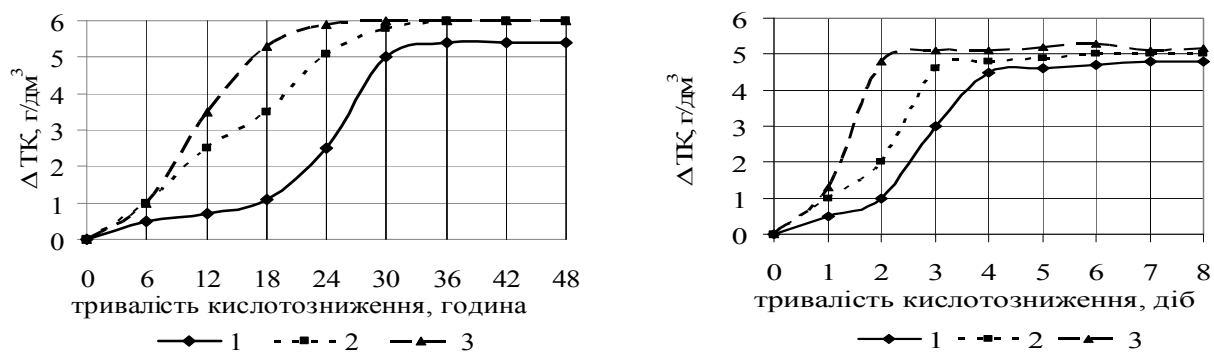 6
5
4
3
2
1
0
Δ ТК, г/дм³
0 6 12 18 24 30 36 42 48
тривалість кислотозниження, година
1 2 3
6
5
4
3
2
1
0
Δ ТК, г/дм³
0 1 2 3 4 5 6 7 8
тривалість кислотозниження, діб
1 2 3